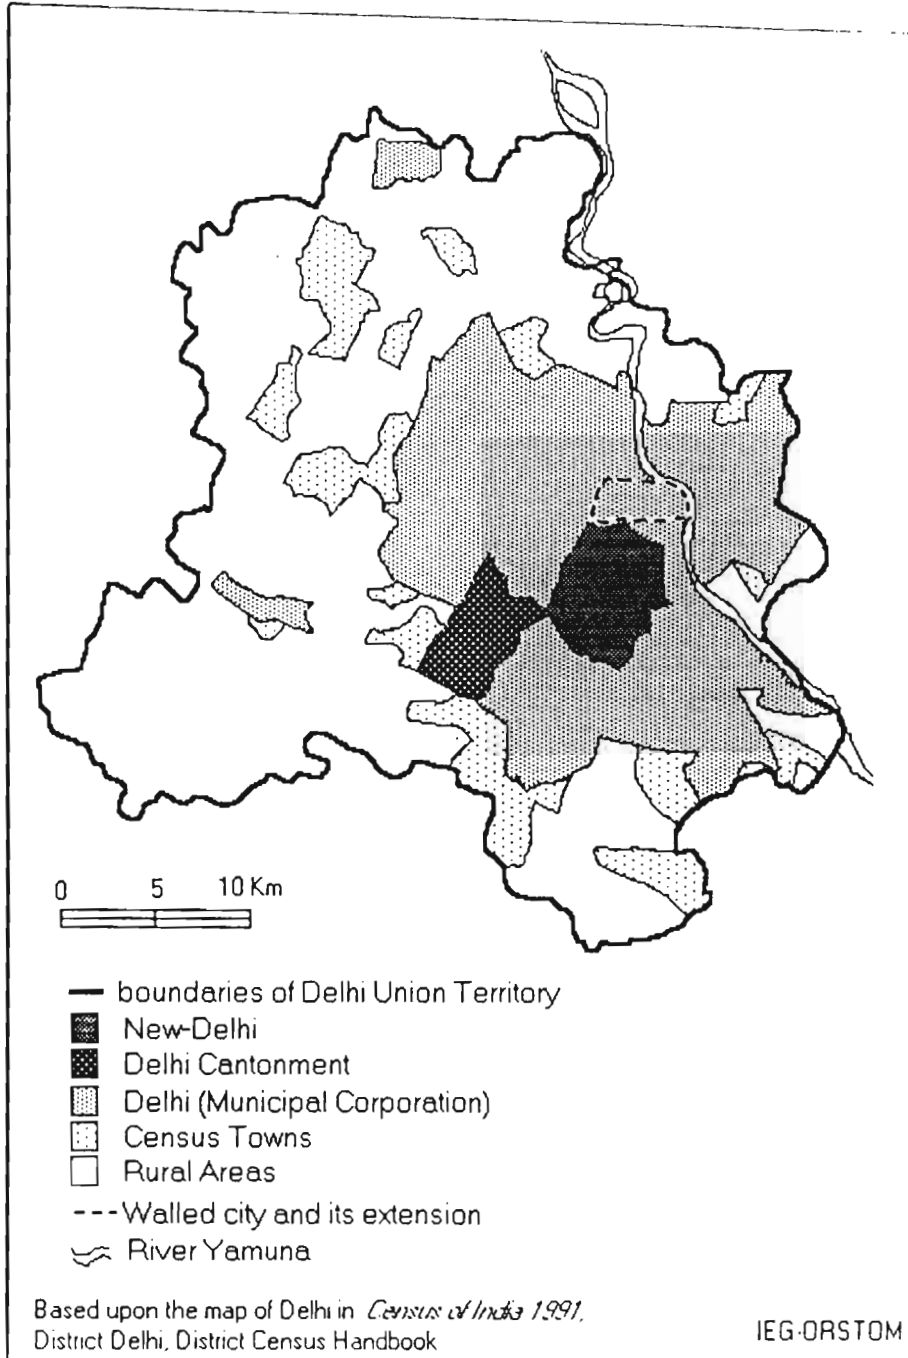 0 5 10 Km
boundaries of Delhi Union Territory
New-Delhi
Delhi Cantonment
Delhi (Municipal Corporation)
Census Towns
Rural Areas
Walled city and its extension
River Yamuna
Based upon the map of Delhi in Census of India 1991,
District Delhi, District Census Handbook
IEG-ORSTOM